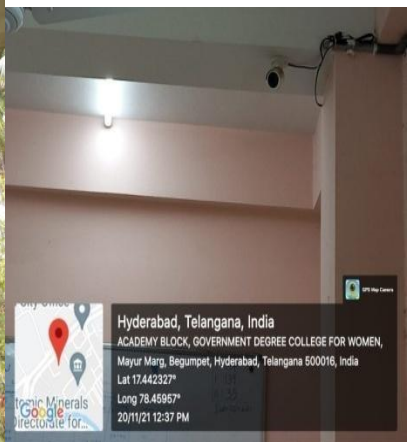 GPS Map Camera
Hyderabad, Telangana, India
ACADEMY BLOCK, GOVERNMENT DEGREE COLLEGE FOR WOMEN,
Mayur Marg, Begumpet, Hyderabad, Telangana 500016, India
Lat 17.442327°
Long 78.45957°
20/11/21 12:37 PM
Minerals
Directorate for...
Google